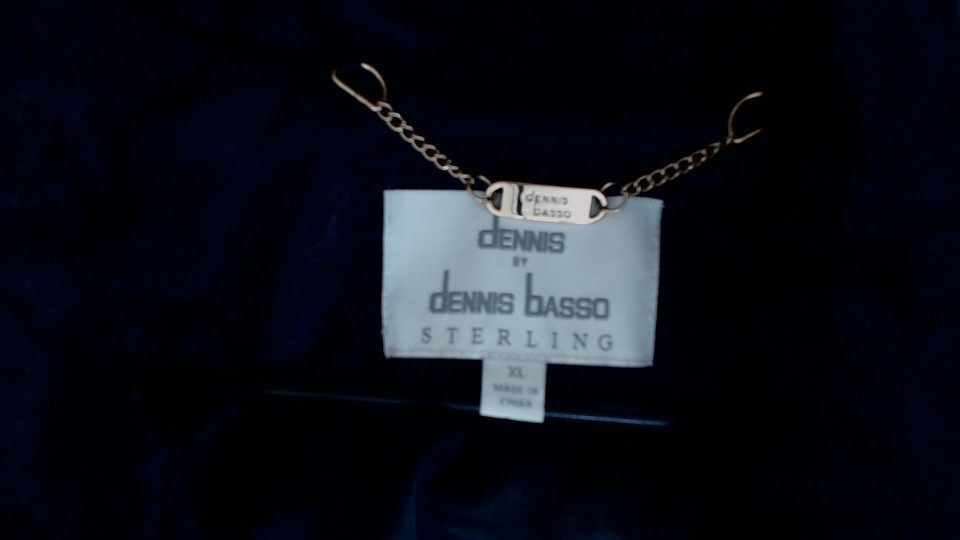 dENNIS
bASSO
dENNIS
BY
dENNIS bASSO
STERLING
XL
MADE IN
CHINA